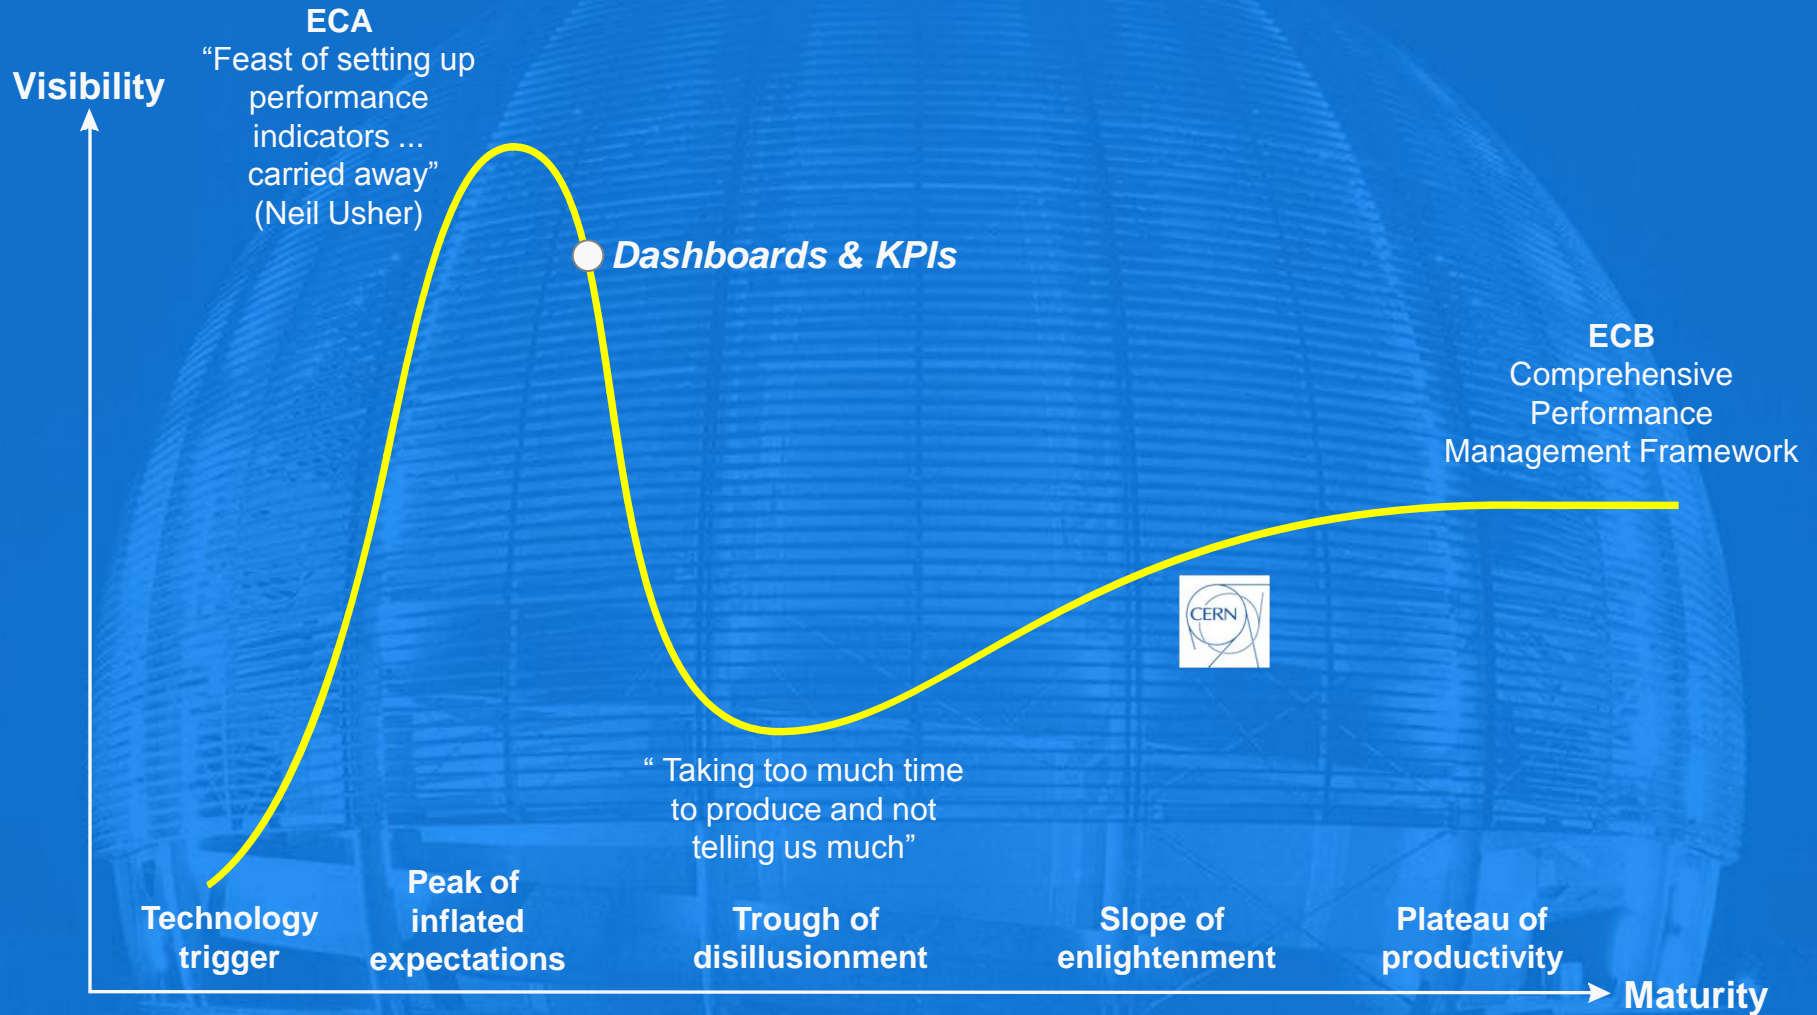 ECA
“Feast of setting up
performance
indicators ...
carried away”
(Neil Usher)
Visibility
Dashboards & KPIs
ECB
Comprehensive
Performance
Management Framework
CERN
“ Taking too much time
to produce and not
telling us much”
Technology
trigger
Peak of
inflated
expectations
Trough of
disillusionment
Slope of
enlightenment
Plateau of
productivity
Maturity